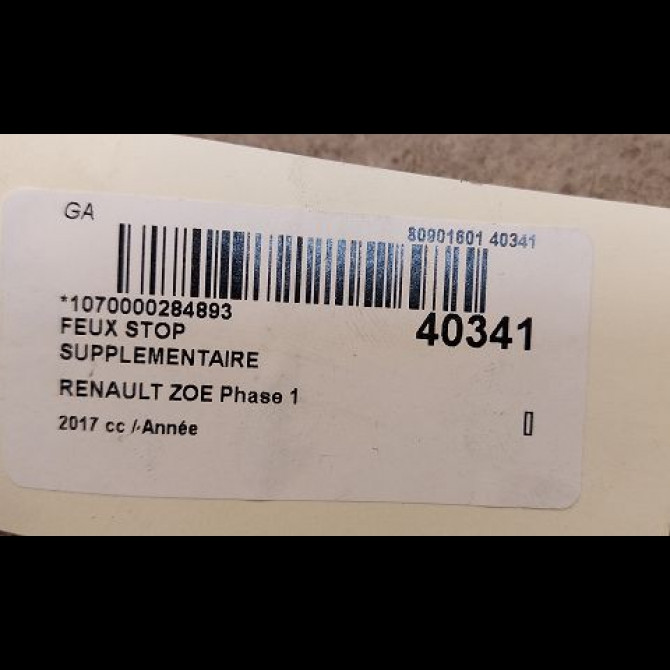 GA
80901601 40341
*1070000284893
40341
FEUX STOP
SUPPLEMENTAIRE
RENAULT ZOE Phase 1
2017 cc /-Année